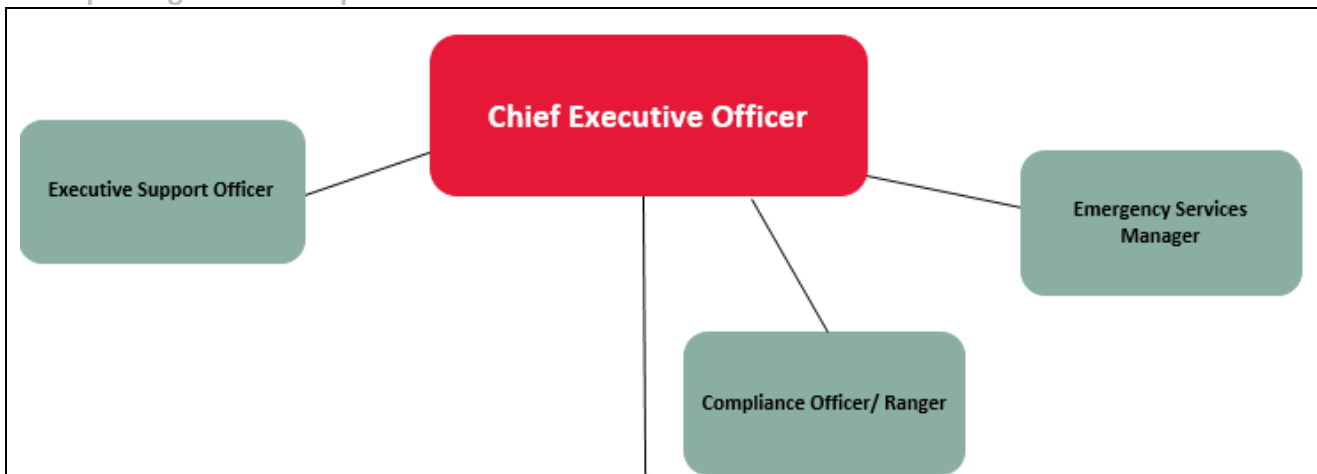 Chief Executive Officer
Executive Support Officer
Emergency Services
Manager
Compliance Officer/ Ranger